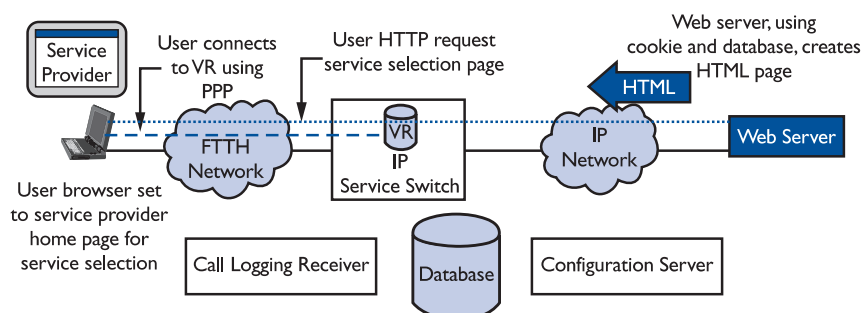 Service
Provider
User connects
to VR using
PPP
User HTTP request
service selection page
Web server, using
cookie and database, creates
HTML page
HTML
FTTH
Network
VR
IP
Service Switch
IP
Network
Web Server
User browser set
to service provider
home page for
service selection
Call Logging Receiver
Database
Configuration Server